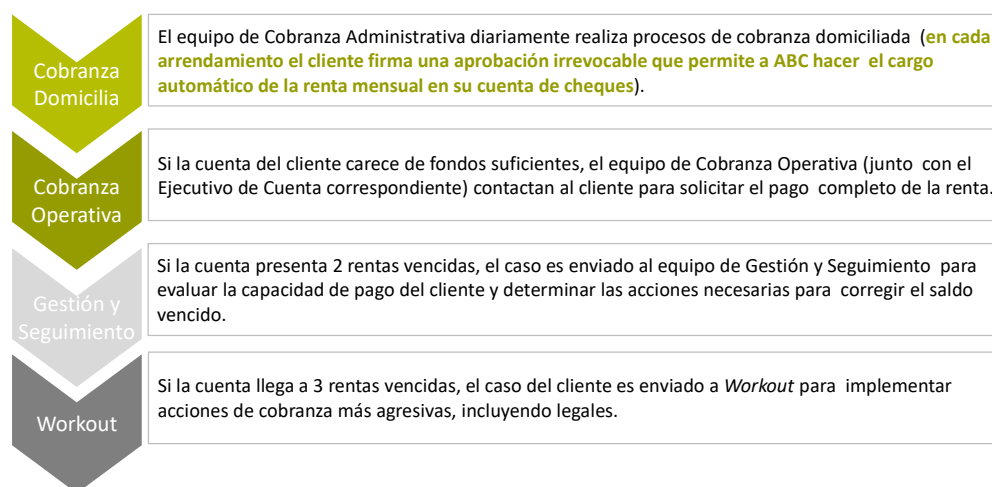 Cobranza
Domicilia
El equipo de Cobranza Administrativa diariamente realiza procesos de cobranza domiciliada (en cada
arrendamiento el cliente firma una aprobación irrevocable que permite a ABC hacer el cargo
automático de la renta mensual en su cuenta de cheques).
Cobranza
Operativa
Si la cuenta del cliente carece de fondos suficientes, el equipo de Cobranza Operativa (junto con el
Ejecutivo de Cuenta correspondiente) contactan al cliente para solicitar el pago completo de la renta.
Gestión y
Seguimiento
Si la cuenta presenta 2 rentas vencidas, el caso es enviado al equipo de Gestión y Seguimiento para
evaluar la capacidad de pago del cliente y determinar las acciones necesarias para corregir el saldo
vencido.
Workout
Si la cuenta llega a 3 rentas vencidas, el caso del cliente es enviado a Workout para implementar
acciones de cobranza más agresivas, incluyendo legales.